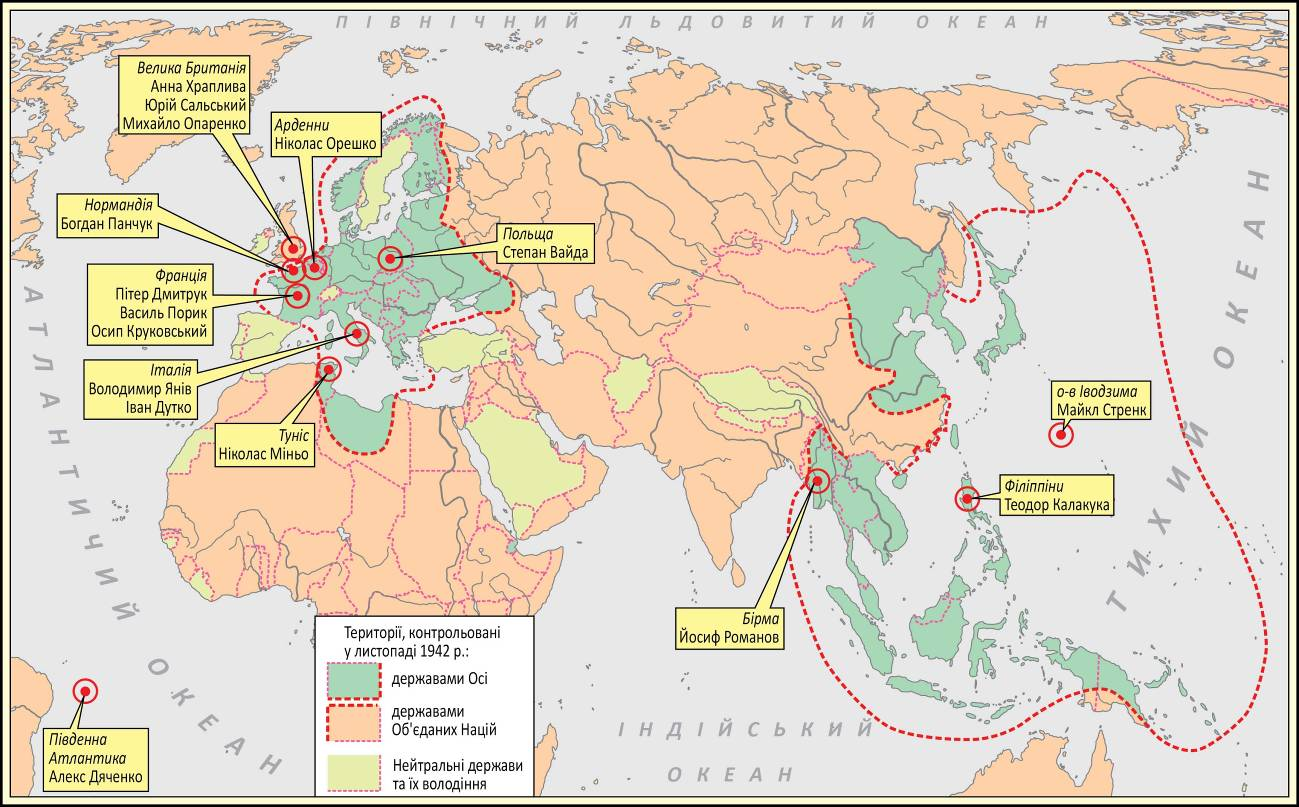 ПІВНІЧНИЙ ЛЬДОВИТИЙ ОКЕАН
Велика Британія
Анна Храплива
Юрій Сальський
Михайло Опаренко
Арденни
Ніколас Орешко
Нормандія
Богдан Панчук
Польща
Степан Вайда
Франція
Пітер Дмитрук
Василь Порик
Осип Круковський
Італія
Володимир Янів
Іван Дутко
Туніс
Ніколас Міньо
о-в Іводзима
Майкл Стренк
Філіппіни
Теодор Калакука
Бірма
Йосиф Романов
Південна
Атлантика
Алекс Дяченко
АТЛАНТИЧНИЙ ОКЕАН
ТИХИЙ ОКЕАН
ІНДІЙСЬКИЙ
ОКЕАН
Території, контрольовані
у листопаді 1942 р.:
державами Осі
державами
Об'єданих Націй
Нейтральні держави
та їх володіння